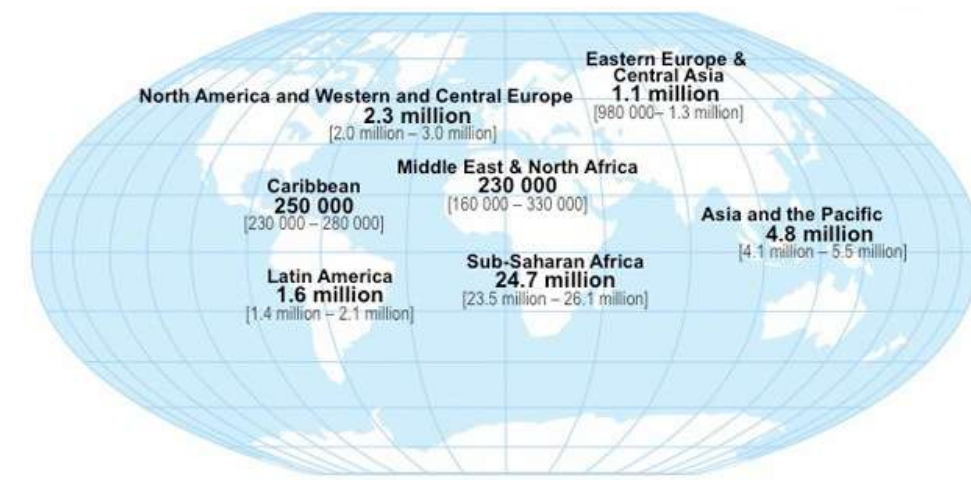 Eastern Europe &
Central Asia
1.1 million
[980 000– 1.3 million]
North America and Western and Central Europe
2.3 million
[2.0 million – 3.0 million]
Middle East & North Africa
230 000
[160 000 – 330 000]
Caribbean
250 000
[230 000 – 280 000]
Asia and the Pacific
4.8 million
[4.1 million – 5.5 million]
Sub-Saharan Africa
24.7 million
[23.5 million – 26.1 million]
Latin America
1.6 million
[1.4 million – 2.1 million]